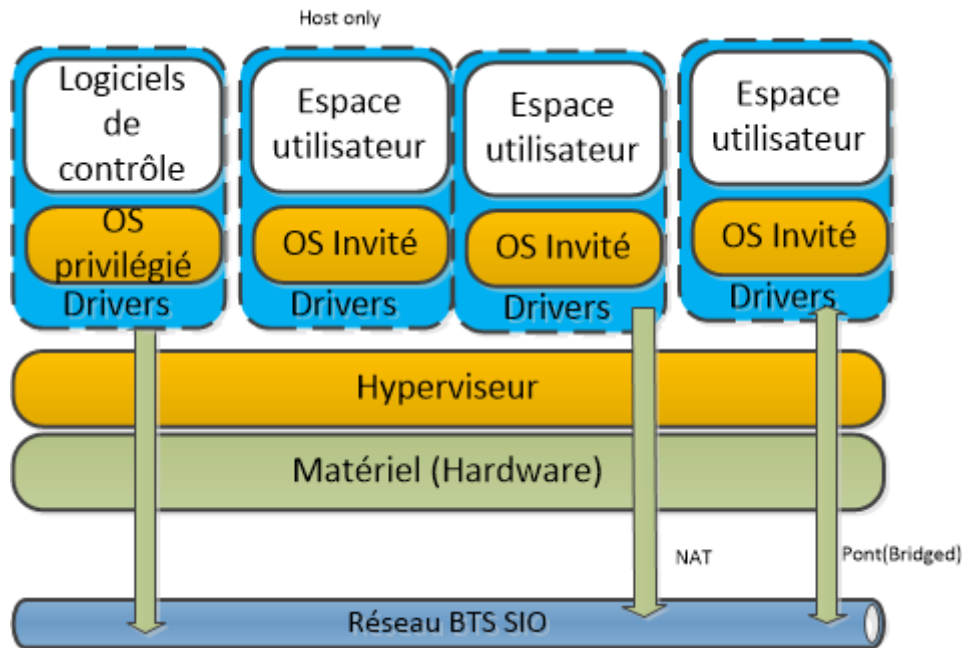 Host only
Logiciels
de
contrôle
OS
privilégié
Drivers
Espace
utilisateur
OS Invité
Drivers
Espace
utilisateur
OS Invité
Drivers
Espace
utilisateur
OS Invité
Drivers
Hyperviseur
Matériel (Hardware)
NAT
Pont(Bridged)
Réseau BTS SIO